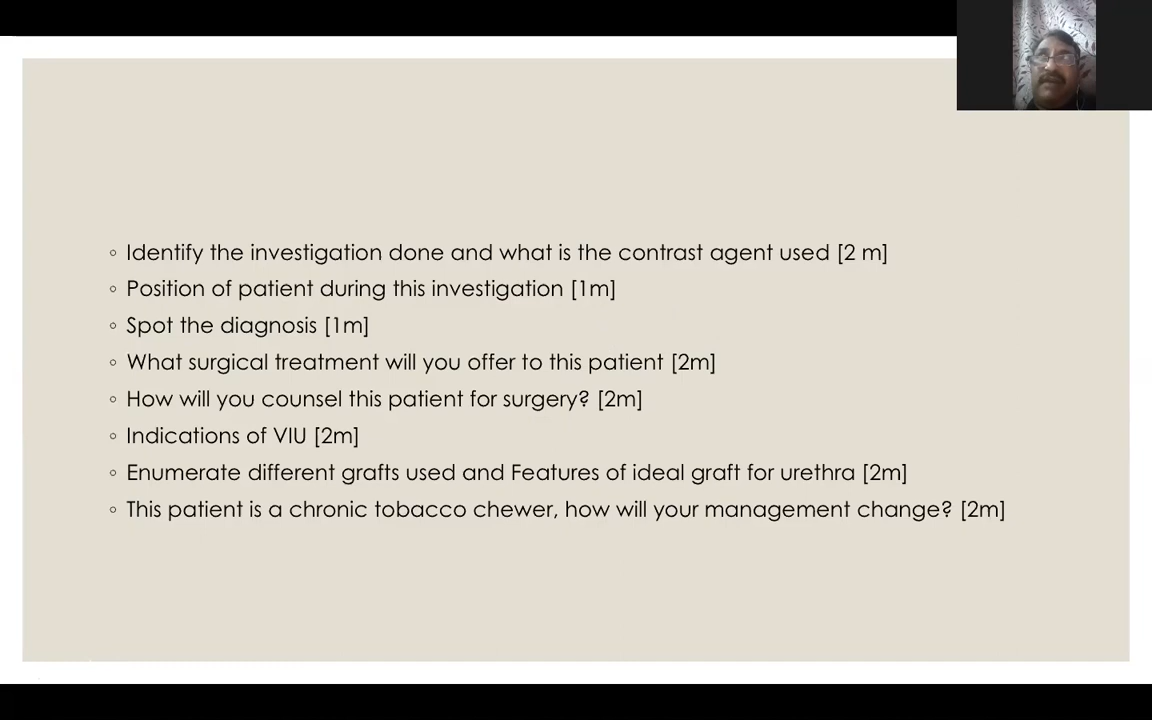 ◦ Identify the investigation done and what is the contrast agent used [2 m]
◦ Position of patient during this investigation [1m]
◦ Spot the diagnosis [1m]
◦ What surgical treatment will you offer to this patient [2m]
◦ How will you counsel this patient for surgery? [2m]
◦ Indications of VIU [2m]
◦ Enumerate different grafts used and Features of ideal graft for urethra [2m]
◦ This patient is a chronic tobacco chewer, how will your management change? [2m]